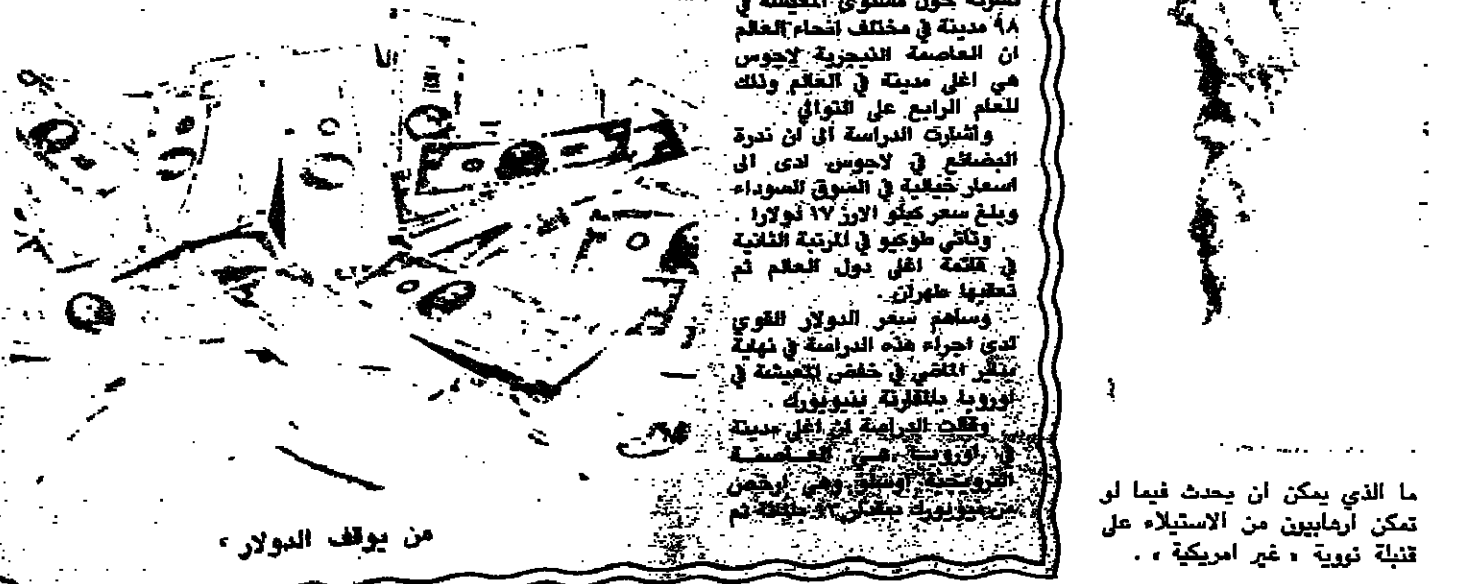 ما الذي يمكن ان يحدث فيما لو
تمكن ارهابيون من الاستيلاء على
قنبلة نووية « غير امريكية » .
نشرته حول مستوى المعيشة في
٩٨ مدينة في مختلف انحاء العالم
ان العاصمة النيجرية لاجوس
هي اغلى مدينة في العالم وذلك
للعام الرابع على التوالي
واشارت الدراسة الى ان ندرة
البضائع في لاجوس ادى الى
اسعار خيالية في السوق السوداء
وبلغ سعر كيلو الارز ١٧ دولارا .
وتأتي طوكيو في المرتبة الثانية
في قائمة اغلى دول العالم ثم
تعقبها طهران .
وساهم سعر الدولار القوي
لدى اجراء هذه الدراسة في نهاية
الماضي في خفض المعيشة في
اوروبا بالمقارنة بنيويورك .
وقالت الدراسة ان اغلى مدينة
في اوروبا هي العاصمة
النرويجية اوسلو وهي ارخص
من نيويورك بمقدار ثم
من يوقف الدولار ؟